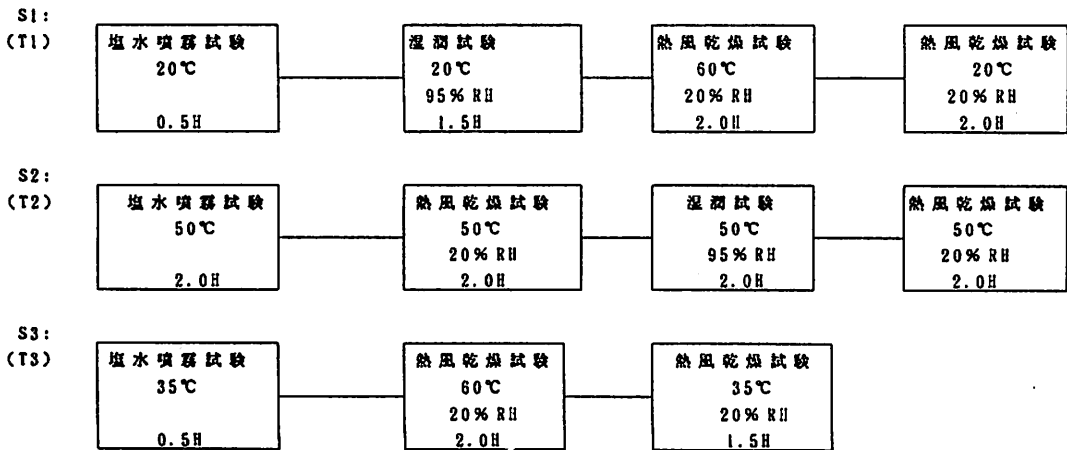 S1:
(T1)
塩水噴霧試験
20℃
0.5H
湿潤試験
20℃
95% RH
1.5H
熱風乾燥試験
60℃
20% RH
2.0H
熱風乾燥試験
20℃
20% RH
2.0H
S2:
(T2)
塩水噴霧試験
50℃
2.0H
熱風乾燥試験
50℃
20% RH
2.0H
湿潤試験
50℃
95% RH
2.0H
熱風乾燥試験
50℃
20% RH
2.0H
S3:
(T3)
塩水噴霧試験
35℃
0.5H
熱風乾燥試験
60℃
20% RH
2.0H
熱風乾燥試験
35℃
20% RH
1.5H